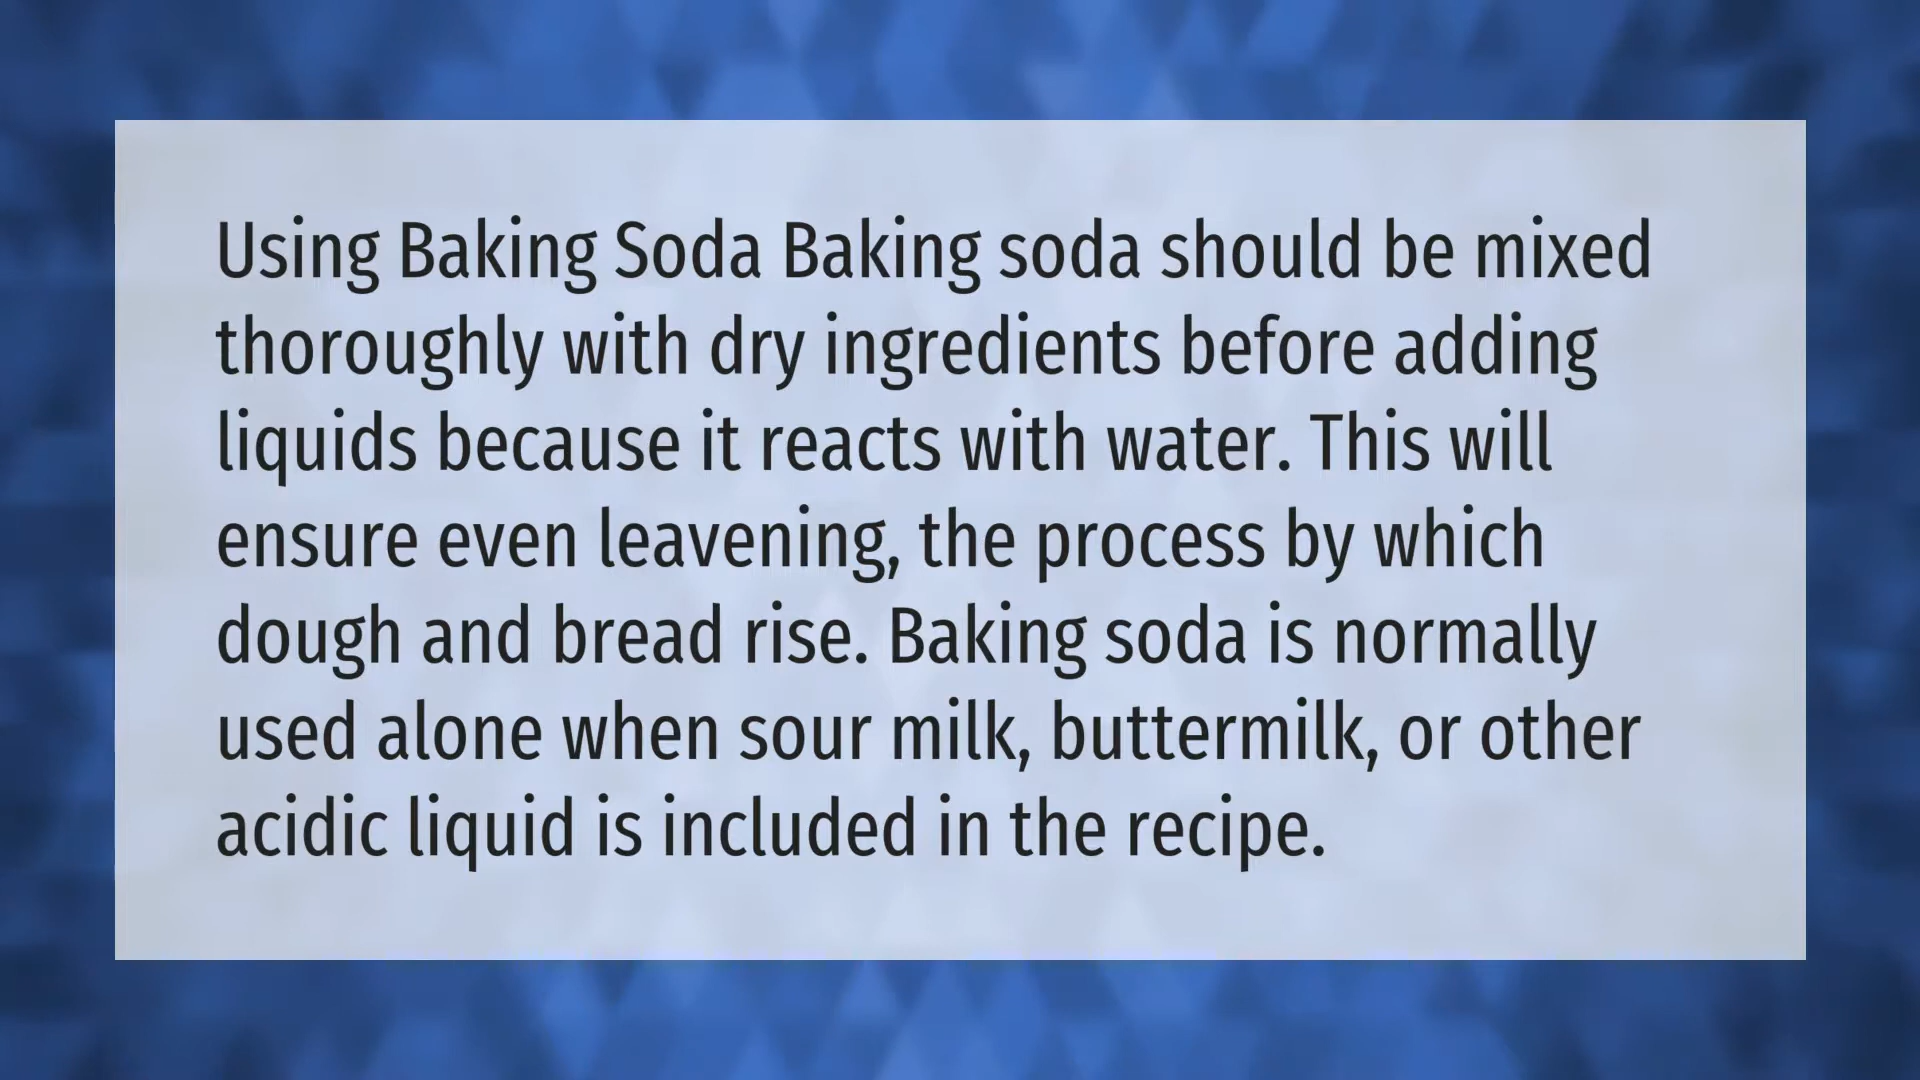 Using Baking Soda Baking soda should be mixed
thoroughly with dry ingredients before adding
liquids because it reacts with water. This will
ensure even leavening, the process by which
dough and bread rise. Baking soda is normally
used alone when sour milk, buttermilk, or other
acidic liquid is included in the recipe.